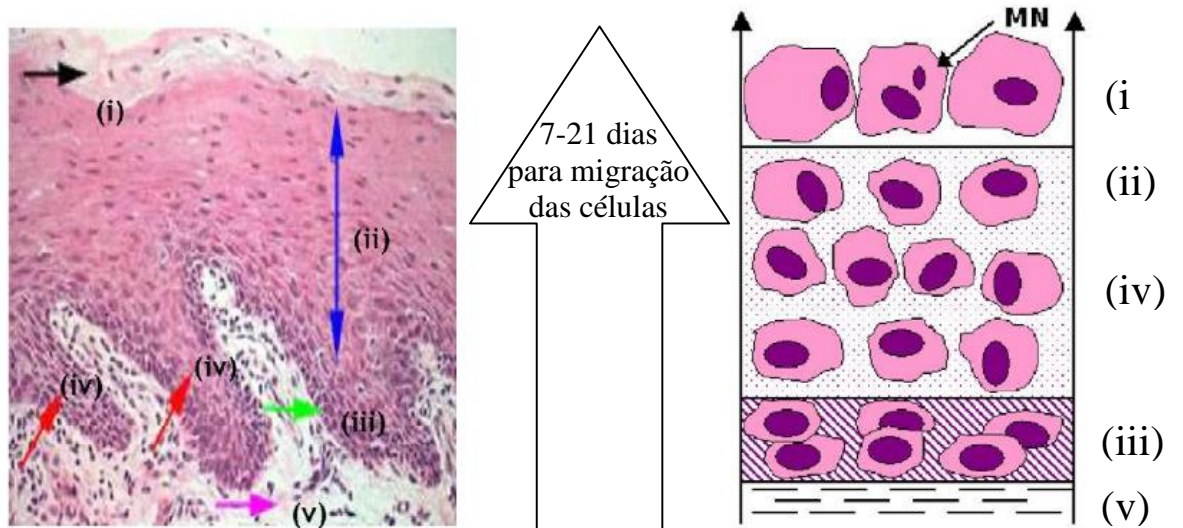 (i)
(ii)
(iv)
(iv)
(iii)
(v)
7-21 dias
para migração
das células
MN
(i
(ii)
(iv)
(iii)
(v)